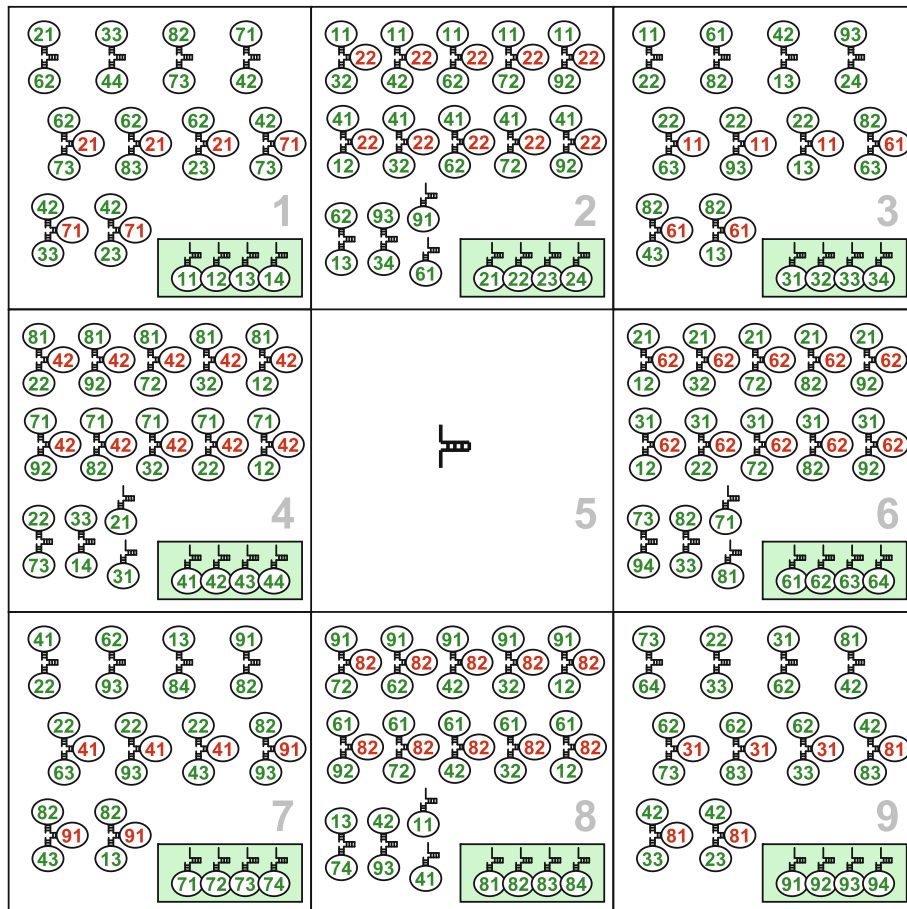 21 33 82 71
62 44 73 42
62 62 62 42
21 21 21 71
73 83 23 73
42 42
71 71
33 23
1
11 12 13 14
11 11 11 11 11
22 22 22 22 22
32 42 62 72 92
41 41 41 41 41
22 22 22 22 22
12 32 62 72 92
62 93 91
13 34 61
2
21 22 23 24
11 61 42 93
22 82 13 24
22 22 22 82
11 11 11 61
63 93 13 63
82 82
61 61
43 13
3
31 32 33 34
81 81 81 81 81
42 42 42 42 42
22 92 72 32 12
71 71 71 71 71
42 42 42 42 42
92 82 32 22 12
22 33 21
73 14 31
4
41 42 43 44
5
21 21 21 21 21
62 62 62 62 62
12 32 72 82 92
31 31 31 31 31
62 62 62 62 62
12 22 72 82 92
73 82 71
94 33 81
6
61 62 63 64
41 62 13 91
22 93 84 82
22 22 22 82
41 41 41 91
63 93 43 93
82 82
91 91
43 13
7
71 72 73 74
91 91 91 91 91
82 82 82 82 82
72 62 42 32 12
61 61 61 61 61
82 82 82 82 82
92 72 42 32 12
13 42 11
74 93 41
8
81 82 83 84
73 22 31 81
64 33 62 42
62 62 62 42
31 31 31 81
73 83 33 83
42 42
81 81
33 23
9
91 92 93 94